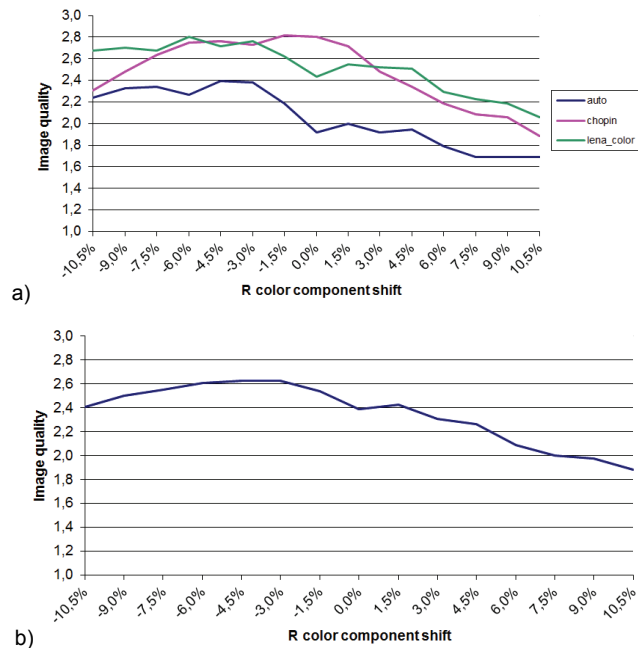 3,0
2,8
2,6
2,4
2,2
2,0
1,8
1,6
1,4
1,2
1,0
Image quality
-10,5% -9,0% -7,5% -6,0% -4,5% -3,0% -1,5% 0,0% 1,5% 3,0% 4,5% 6,0% 7,5% 9,0% 10,5%
R color component shift
auto
chopin
lena_color
a)
3,0
2,8
2,6
2,4
2,2
2,0
1,8
1,6
1,4
1,2
1,0
Image quality
-10,5% -9,0% -7,5% -6,0% -4,5% -3,0% -1,5% 0,0% 1,5% 3,0% 4,5% 6,0% 7,5% 9,0% 10,5%
R color component shift
b)